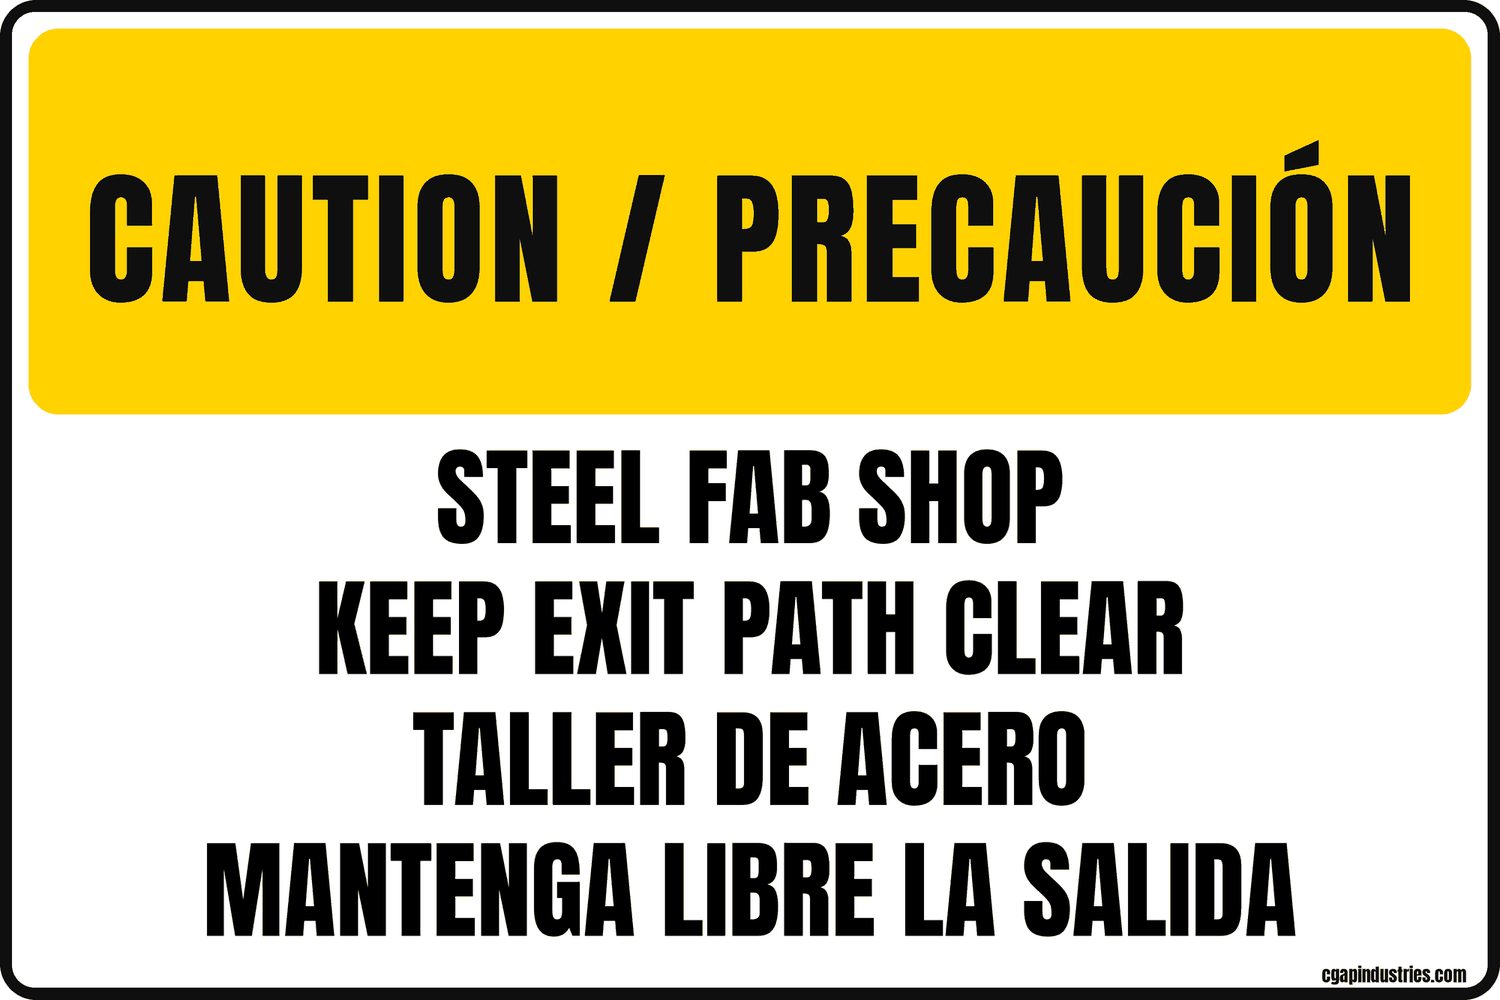 CAUTION / PRECAUCIÓN
STEEL FAB SHOP
KEEP EXIT PATH CLEAR
TALLER DE ACERO
MANTENGA LIBRE LA SALIDA
cgapindustries.com